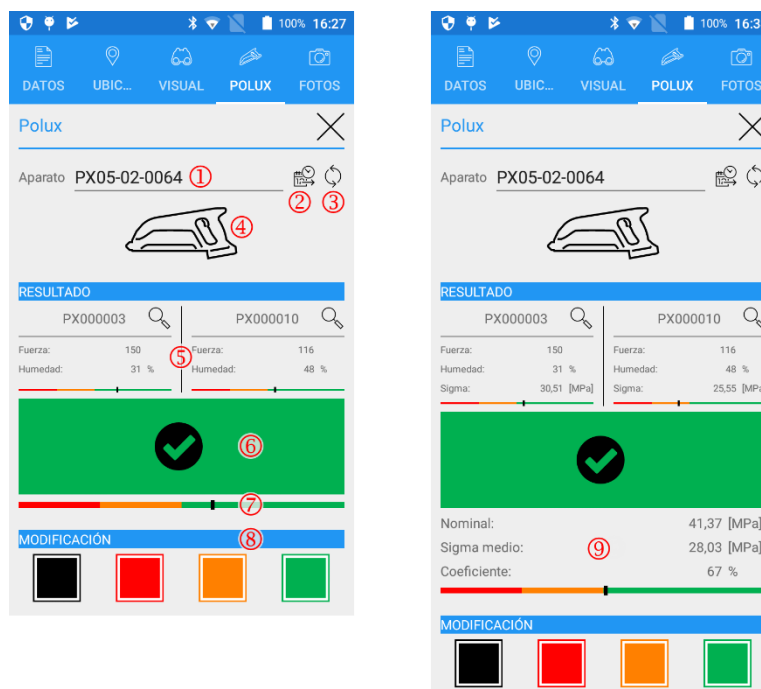 100% 16:27
DATOS UBIC... VISUAL POLUX FOTOS
Polux
Aparato PX05-02-0064 ①
② ③
④
RESULTADO
PX000003 PX000010
Fuerza: 150 Fuerza: 116
⑤
Humedad: 31 % Humedad: 48 %
⑥
⑦
MODIFICACIÓN ⑧
100% 16:3
DATOS UBIC... VISUAL POLUX FOTOS
Polux
Aparato PX05-02-0064
RESULTADO
PX000003 PX000010
Fuerza: 150 Fuerza: 116
Humedad: 31 % Humedad: 48 %
Sigma: 30,51 [MPa] Sigma: 25,55 [MPa
Nominal: 41,37 [MPa]
Sigma medio: ⑨ 28,03 [MPa]
Coeficiente: 67 %
MODIFICACIÓN